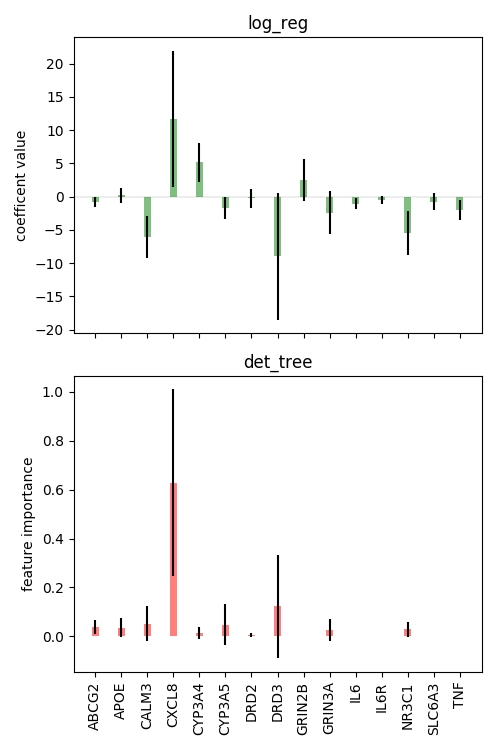 log_reg
coefficent value
20
15
10
5
0
−5
−10
−15
−20
det_tree
feature importance
1.0
0.8
0.6
0.4
0.2
0.0
ABCG2
APOE
CALM3
CXCL8
CYP3A4
CYP3A5
DRD2
DRD3
GRIN2B
GRIN3A
IL6
IL6R
NR3C1
SLC6A3
TNF